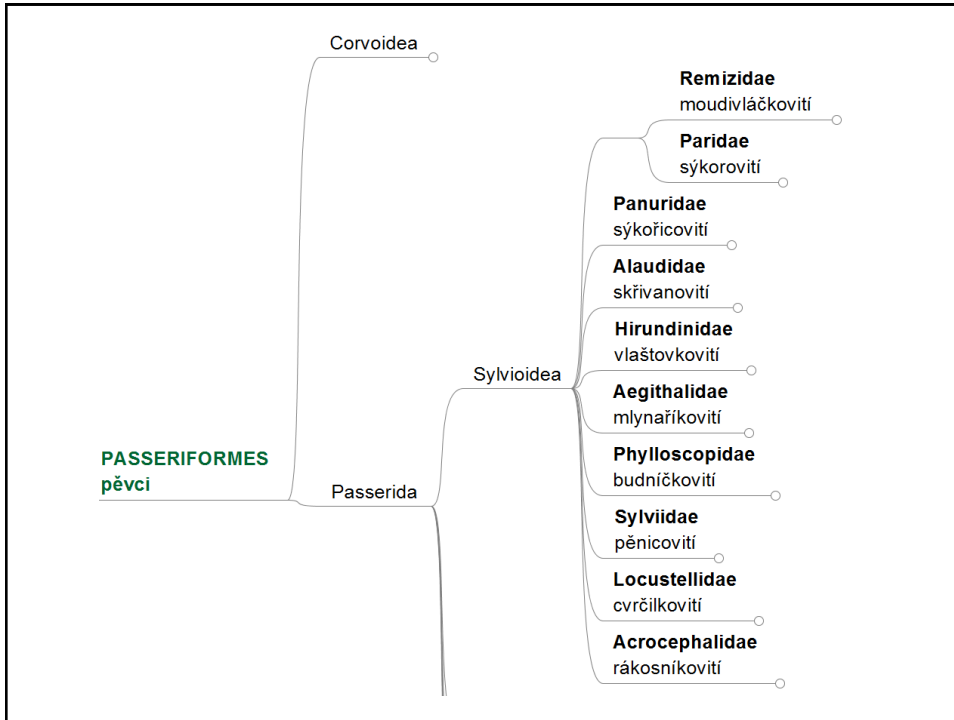 Corvoidea
Remizidae
moudivláčkovití
Paridae
sýkorovití
Panuridae
sýkořicovití
Alaudidae
skřivanovití
Hirundinidae
vlaštovkovití
Sylvioidea
Aegithalidae
mlynaříkovití
PASSERIFORMES
pěvci
Passerida
Phylloscopidae
budníčkovití
Sylviidae
pěnicovití
Locustellidae
cvrčilkovití
Acrocephalidae
rákosníkovití